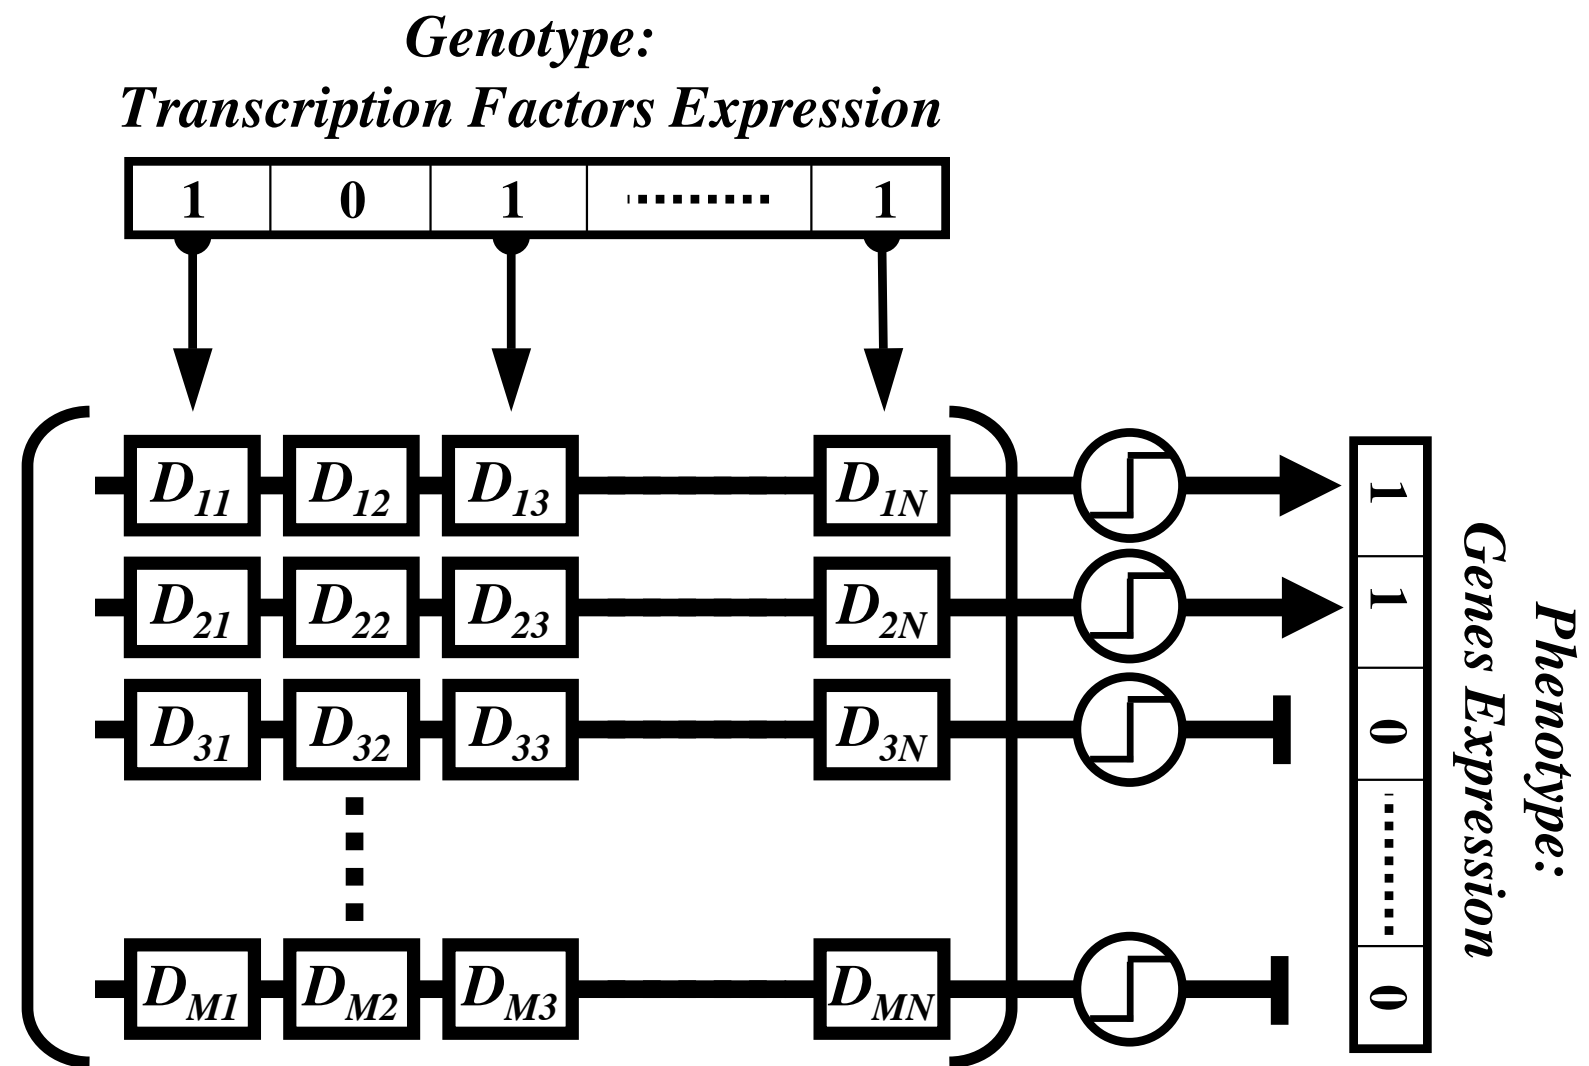 Genotype:
Transcription Factors Expression
1 0 1 1
D11 D12 D13 D1N
D21 D22 D23 D2N
D31 D32 D33 D3N
DM1 DM2 DM3 DMN
1
1
0
0
Phenotype:
Genes Expression